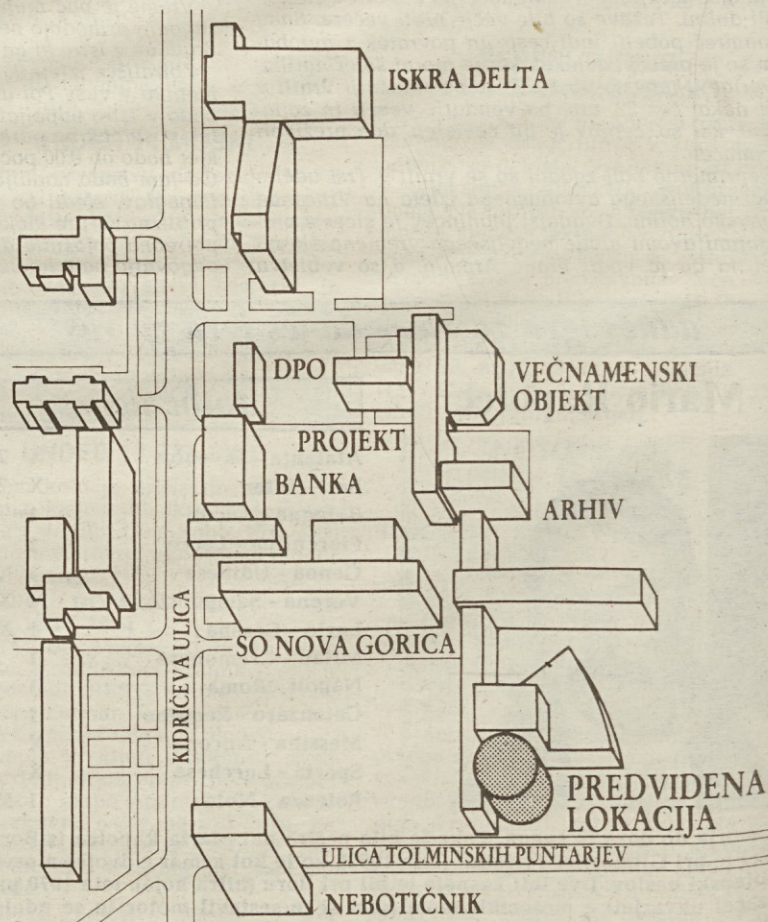 ISKRA DELTA
DPO
VEČNAMENSKI
OBJEKT
PROJEKT
BANKA
ARHIV
KIDRIČEVA ULICA
SO NOVA GORICA
PREDVIDENA
LOKACIJA
ULICA TOLMINSKIH PUNTARJEV
NEBOTIČNIK